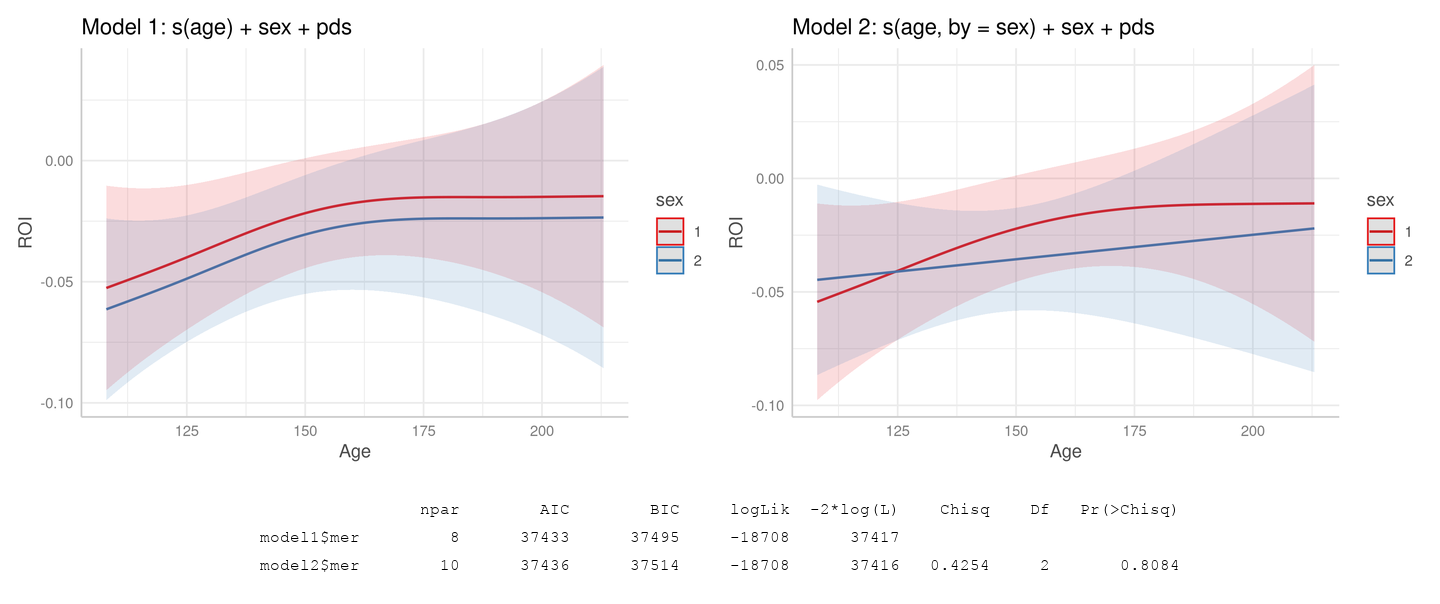 Model 1: s(age) + sex + pds
0.00
-0.05
-0.10
ROI
125 150 175 200
Age
sex
1
2
Model 2: s(age, by = sex) + sex + pds
0.05
0.00
-0.05
-0.10
ROI
125 150 175 200
Age
sex
1
2
npar AIC BIC logLik -2*log(L) Chisq Df Pr(>Chisq)
model1$mer 8 37433 37495 -18708 37417
model2$mer 10 37436 37514 -18708 37416 0.4254 2 0.8084